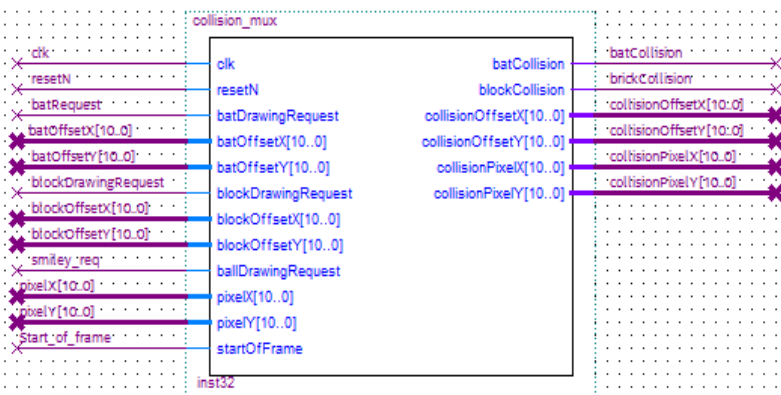 collision_mux
clk clk batCollision batCollision
resetN resetN blockCollision brickCollision
batRequest batDrawingRequest collisionOffsetX[10..0] collisionOffsetX[10..0]
batOffsetX[10..0] batOffsetX[10..0] collisionOffsetY[10..0] collisionOffsetY[10..0]
batOffsetY[10..0] batOffsetY[10..0] collisionPixelX[10..0] collisionPixelX[10..0]
blockDrawingRequest blockDrawingRequest collisionPixelY[10..0] collisionPixelY[10..0]
blockOffsetX[10..0] blockOffsetX[10..0]
blockOffsetY[10..0] blockOffsetY[10..0]
smiley_req ballDrawingRequest
pixelX[10..0] pixelX[10..0]
pixelY[10..0] pixelY[10..0]
Start_of_frame startOfFrame
inst32